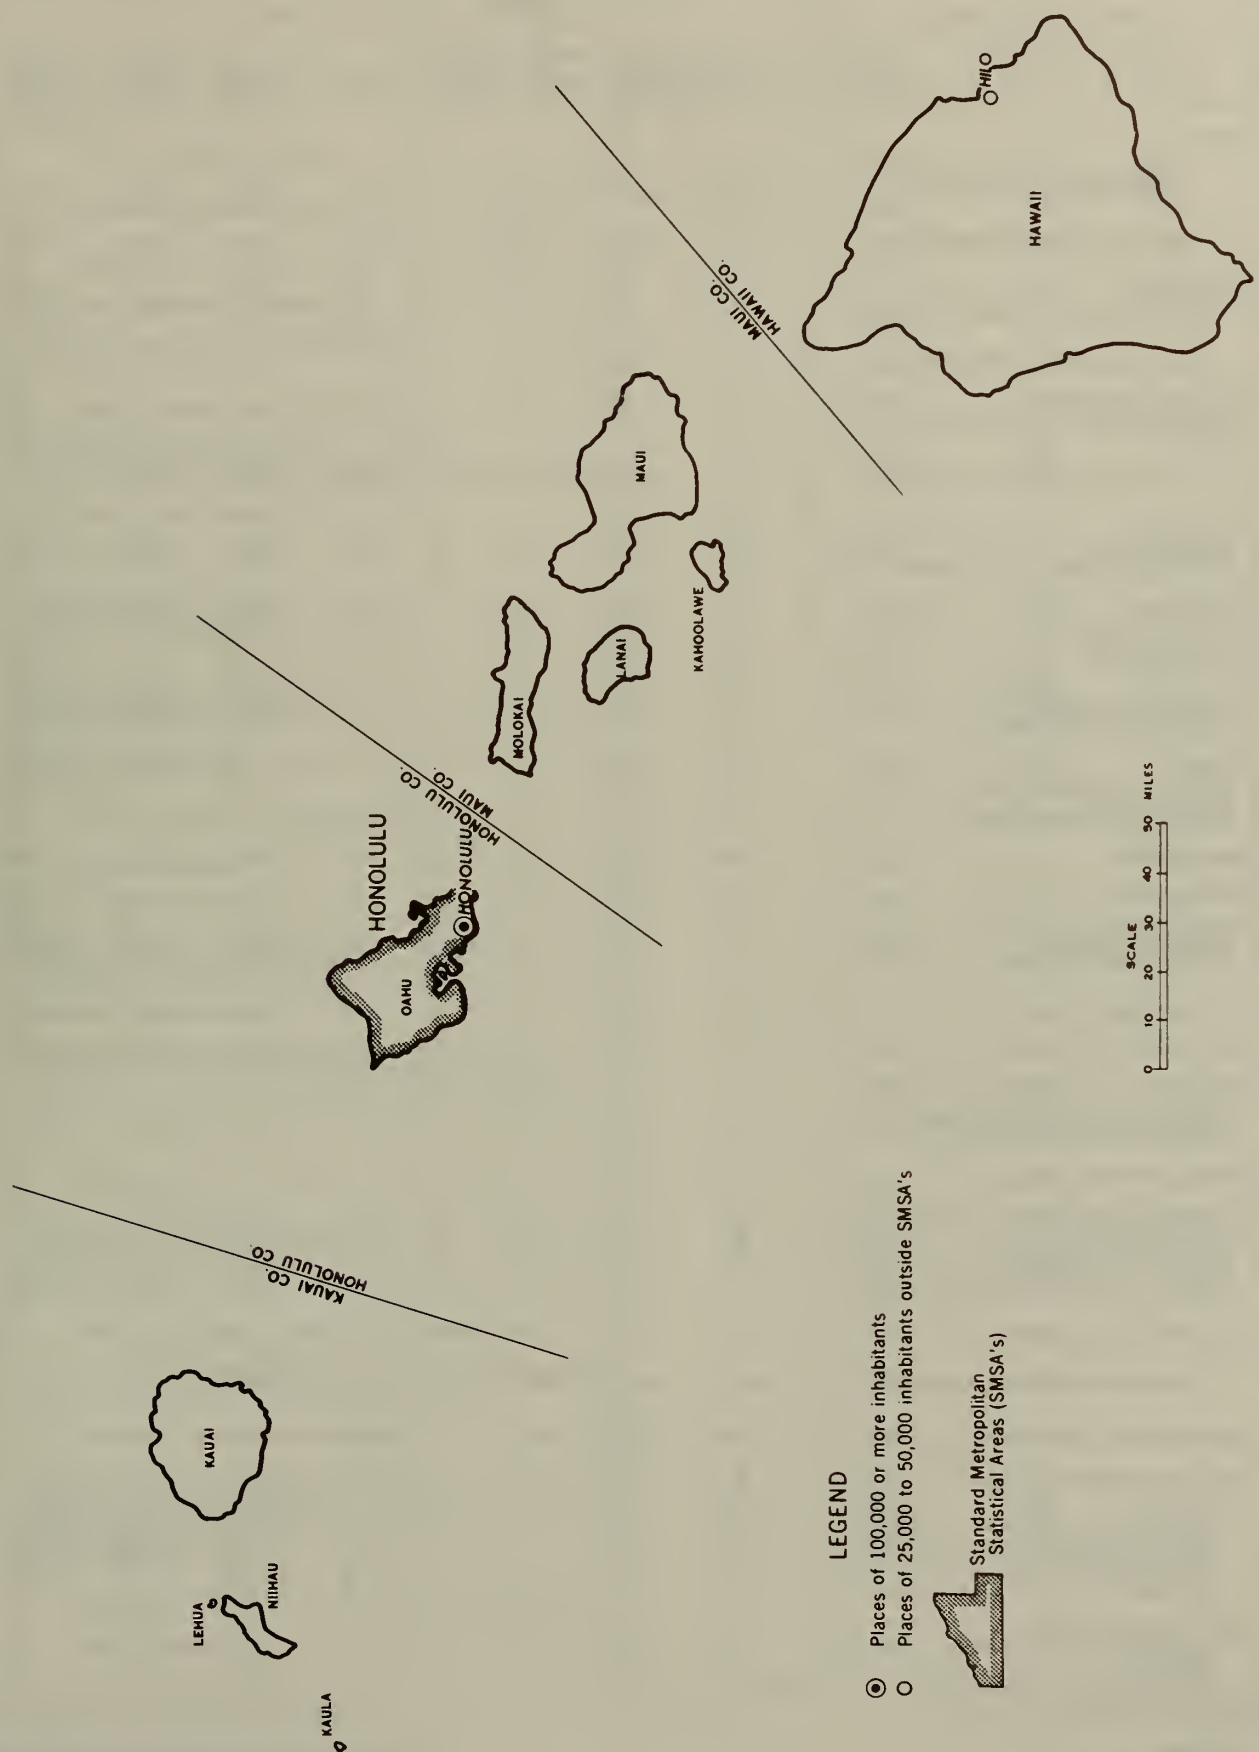 KAULA
LEHUA
NIIHAU
KAUAI
KAUAI CO.
HONOLULU CO.
OAHU
HONOLULU
HONOLULU
HONOLULU CO.
MAUI CO.
MOLOKAI
LANAI
KAHOOLAWE
MAUI
MAUI CO.
HAWAII CO.
HAWAII
HILO
LEGEND
Places of 100,000 or more inhabitants
Places of 25,000 to 50,000 inhabitants outside SMSA's
Standard Metropolitan
Statistical Areas (SMSA's)
SCALE
0 10 20 30 40 50 MILES